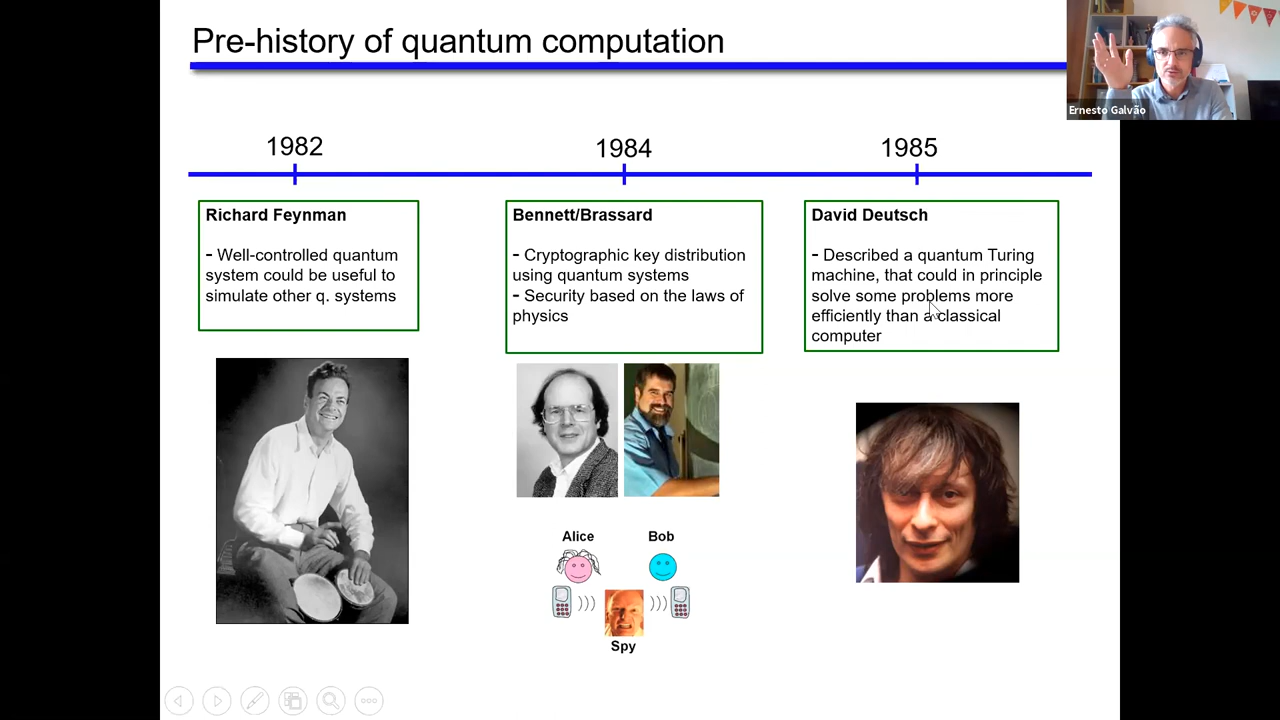 Pre-history of quantum computation
Ernesto Galvão
1982
1984
1985
Richard Feynman
- Well-controlled quantum
system could be useful to
simulate other q. systems
Bennett/Brassard
- Cryptographic key distribution
using quantum systems
- Security based on the laws of
physics
David Deutsch
- Described a quantum Turing
machine, that could in principle
solve some problems more
efficiently than a classical
computer
Alice
Bob
Spy